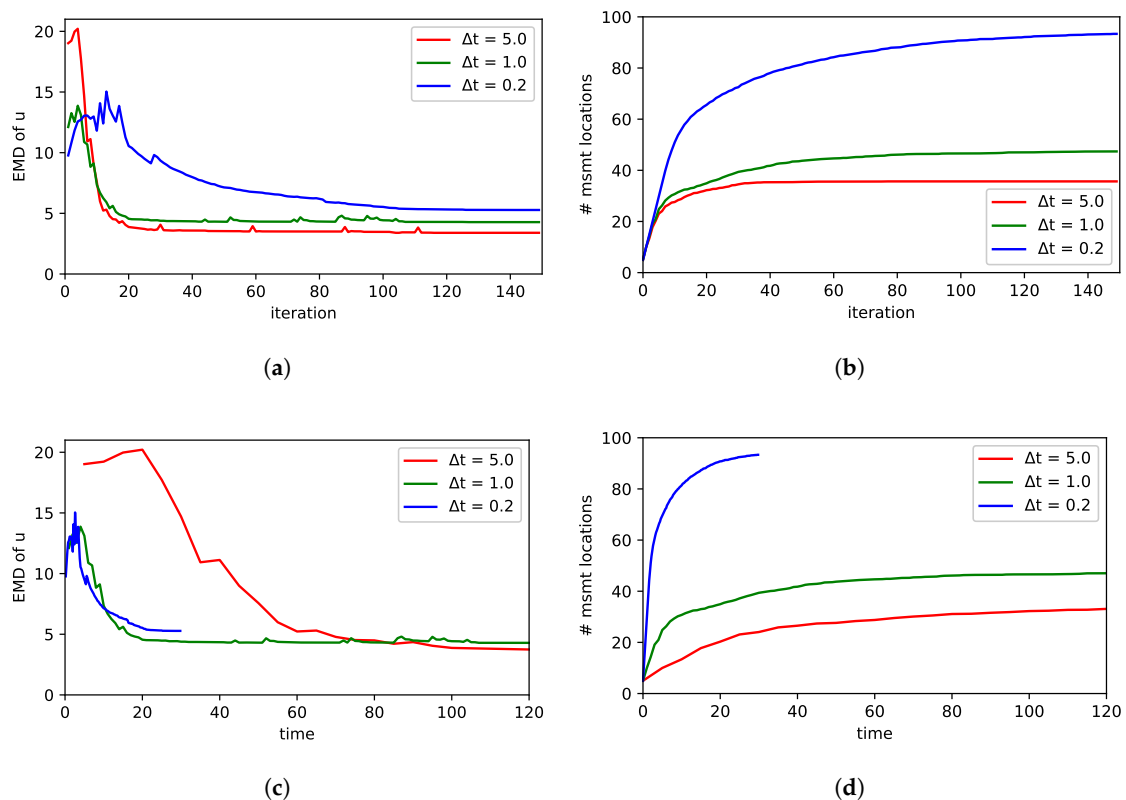 20
15
10
5
0
EMD of u
Δt = 5.0
Δt = 1.0
Δt = 0.2
0 20 40 60 80 100 120 140
iteration
(a)
100
80
60
40
20
0
# msmt locations
Δt = 5.0
Δt = 1.0
Δt = 0.2
0 20 40 60 80 100 120 140
iteration
(b)
20
15
10
5
0
EMD of u
Δt = 5.0
Δt = 1.0
Δt = 0.2
0 20 40 60 80 100 120
time
(c)
100
80
60
40
20
0
# msmt locations
Δt = 5.0
Δt = 1.0
Δt = 0.2
0 20 40 60 80 100 120
time
(d)